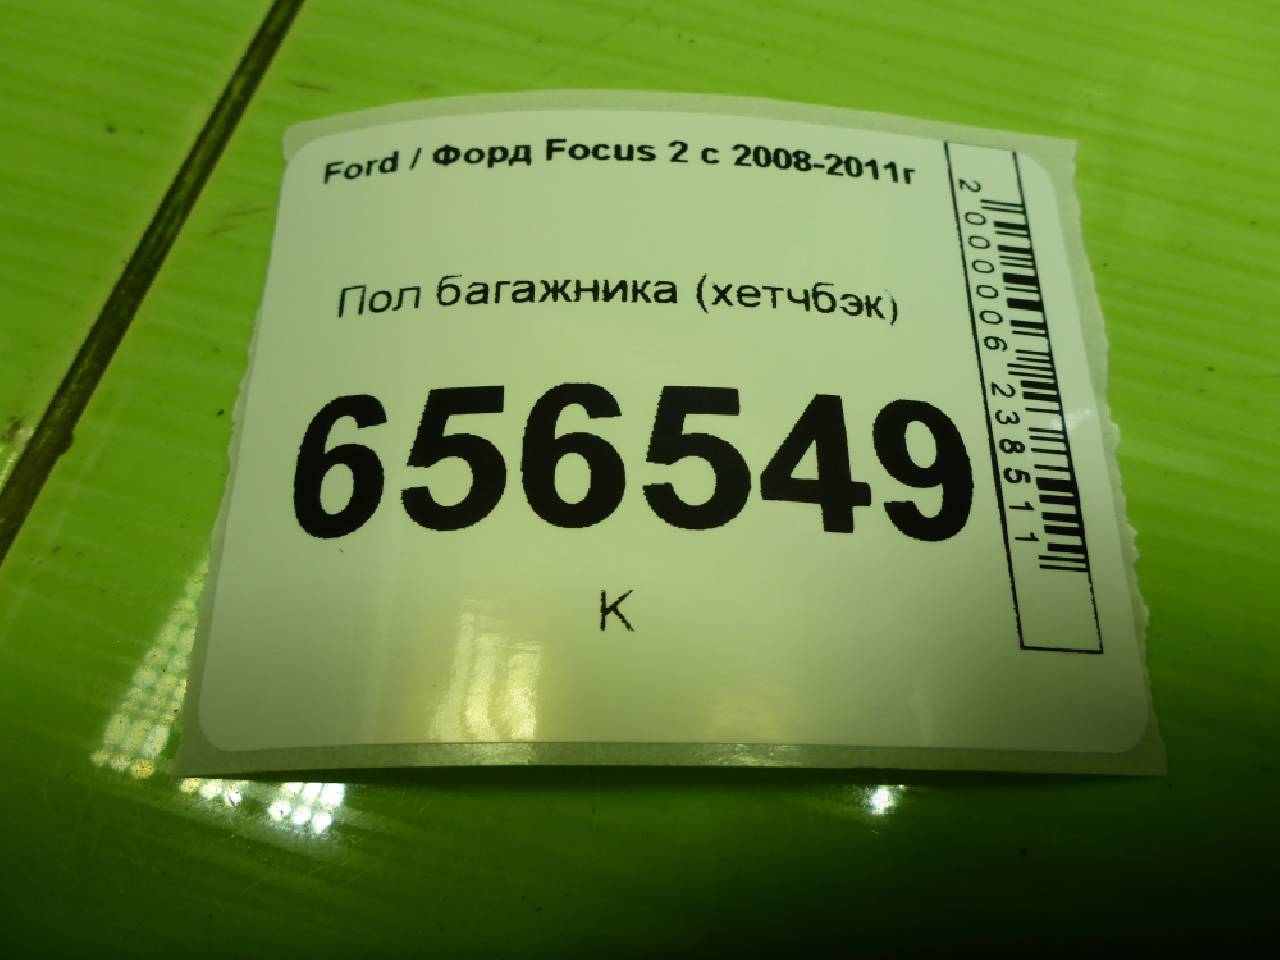 Ford / Форд Focus 2 с 2008-2011г
Пол багажника (хетчбэк)
656549
К
2000006238511